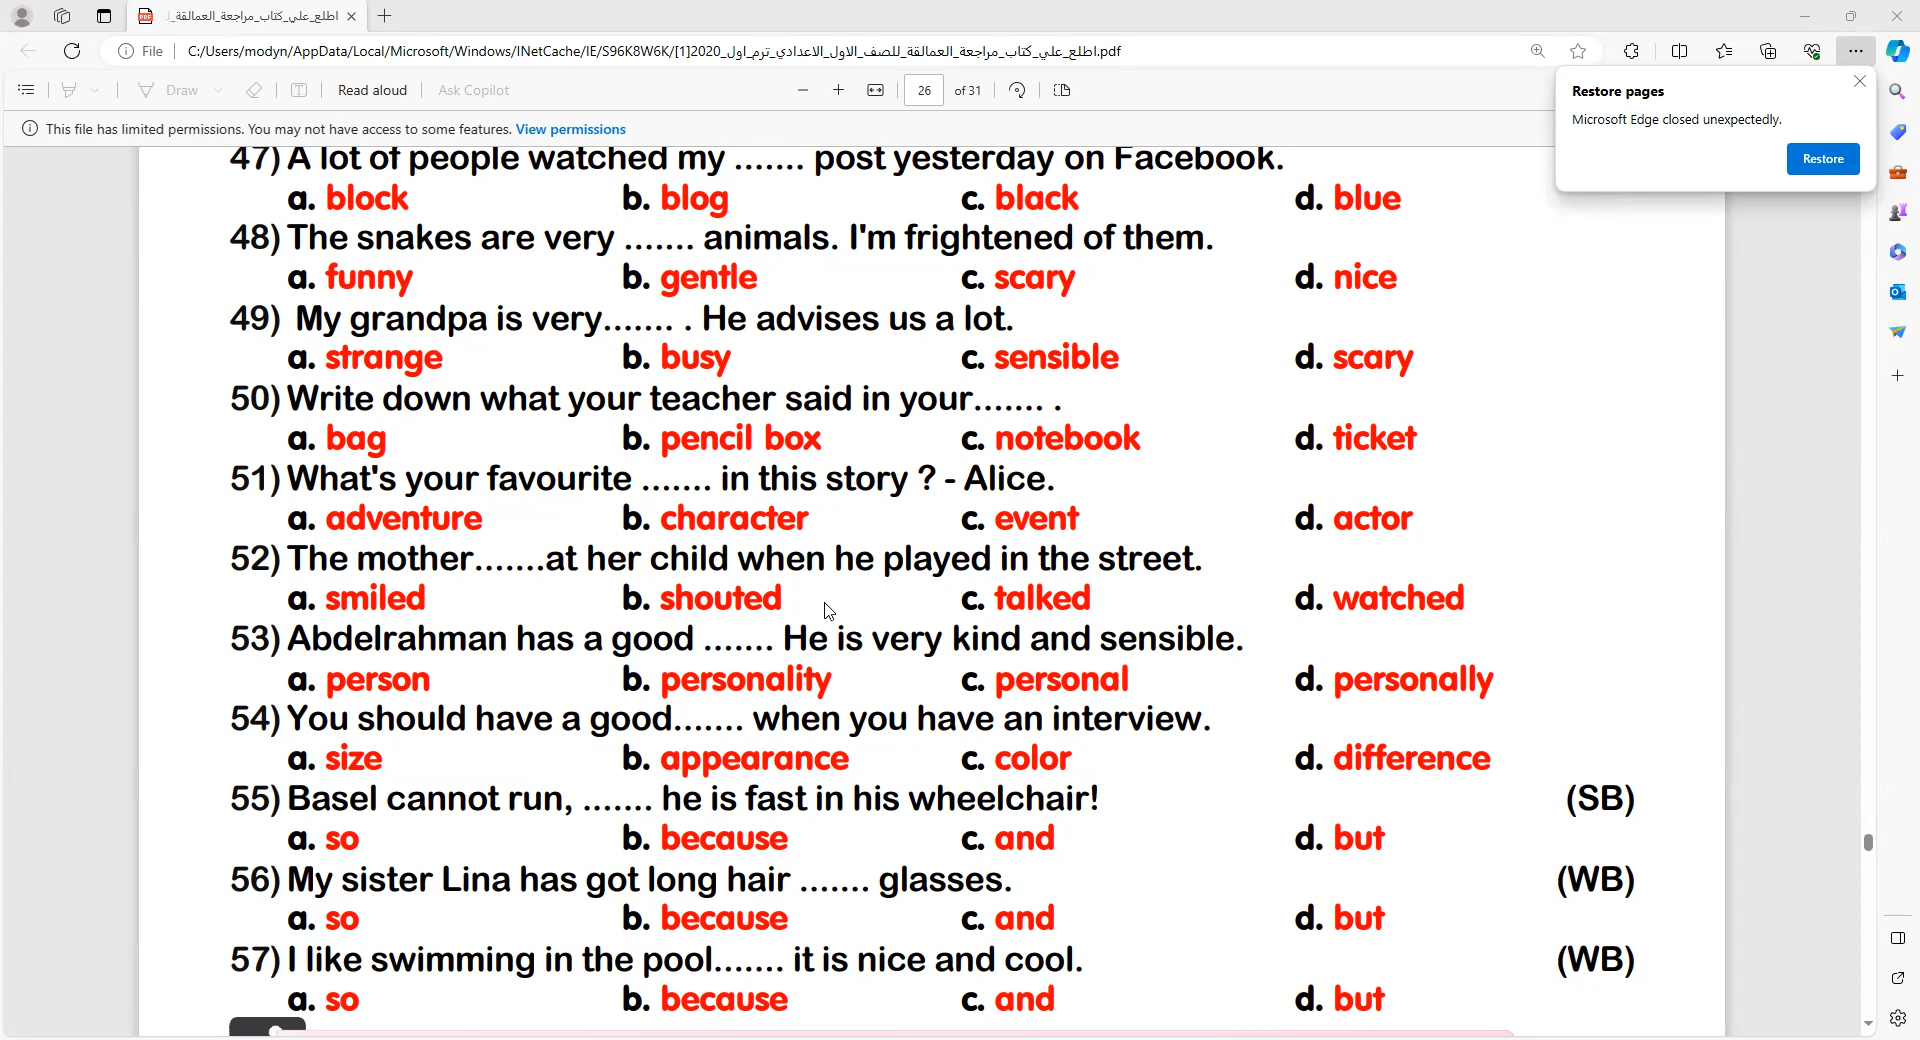 اطلع_علي_كتاب_مراجعة_العمالقة_لـ
File
C:/Users/modyn/AppData/Local/Microsoft/Windows/INetCache/IE/S96K8W6K/[1]2020_اطلع_علي_كتاب_مراجعة_العمالقة_للصف_الاول_الاعدادي_ترم_اول.pdf
Draw
Read aloud
Ask Copilot
26 of 31
This file has limited permissions. You may not have access to some features. View permissions
Restore pages
Microsoft Edge closed unexpectedly.
Restore
47) A lot of people watched my ....... post yesterday on Facebook.
a. block b. blog c. black d. blue
48) The snakes are very ....... animals. I'm frightened of them.
a. funny b. gentle c. scary d. nice
49) My grandpa is very....... . He advises us a lot.
a. strange b. busy c. sensible d. scary
50) Write down what your teacher said in your....... .
a. bag b. pencil box c. notebook d. ticket
51) What's your favourite ....... in this story ? - Alice.
a. adventure b. character c. event d. actor
52) The mother.......at her child when he played in the street.
a. smiled b. shouted c. talked d. watched
53) Abdelrahman has a good ....... He is very kind and sensible.
a. person b. personality c. personal d. personally
54) You should have a good....... when you have an interview.
a. size b. appearance c. color d. difference
55) Basel cannot run, ....... he is fast in his wheelchair! (SB)
a. so b. because c. and d. but
56) My sister Lina has got long hair ....... glasses. (WB)
a. so b. because c. and d. but
57) I like swimming in the pool....... it is nice and cool. (WB)
a. so b. because c. and d. but